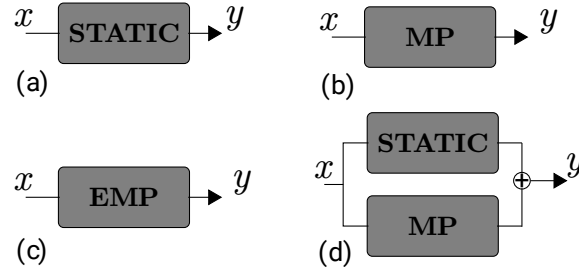 x STATIC y
(a)
x MP y
(b)
x EMP y
(c)
STATIC
x + y
MP
(d)